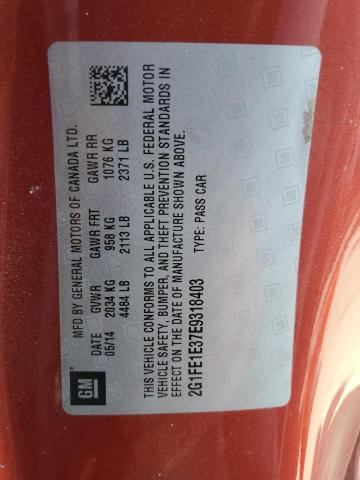 MFD BY GENERAL MOTORS OF CANADA LTD.
DATE GVWR GAWR FRT GAWR RR
05/14 2034 KG 958 KG 1076 KG
4484 LB 2113 LB 2371 LB
THIS VEHICLE CONFORMS TO ALL APPLICABLE U.S. FEDERAL MOTOR
VEHICLE SAFETY, BUMPER, AND THEFT PREVENTION STANDARDS IN
EFFECT ON THE DATE OF MANUFACTURE SHOWN ABOVE.
2G1FE1E37E9318403 TYPE: PASS CAR
GM